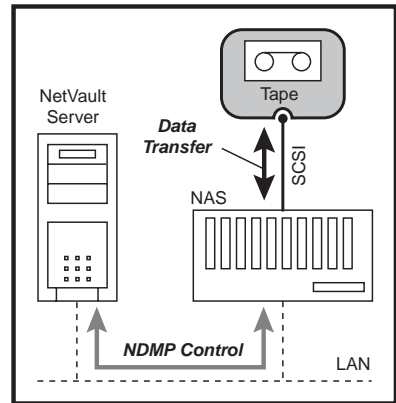 NetVault
Server
Tape
Data
Transfer
SCSI
NAS
NDMP Control
LAN